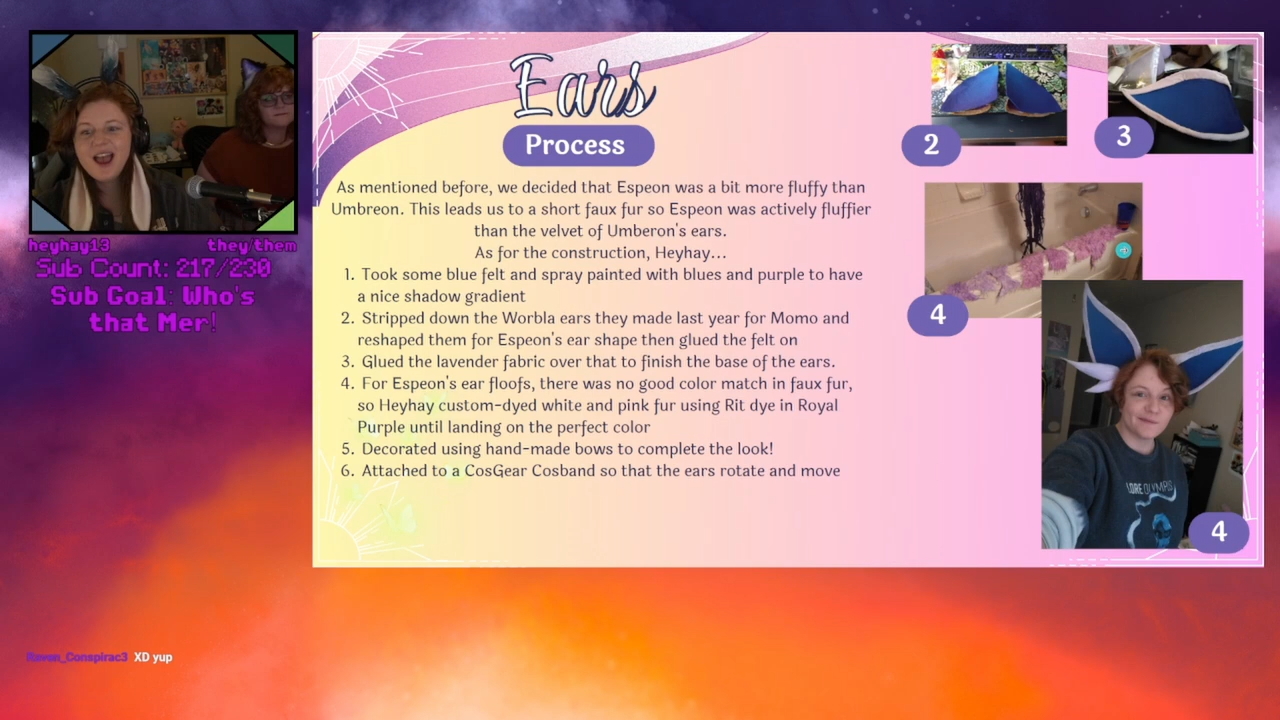 heyhay13
they/them
Sub Count: 217/230
Sub Goal: Who's
that Mer!
Ears
Process
As mentioned before, we decided that Espeon was a bit more fluffy than
Umbreon. This leads us to a short faux fur so Espeon was actively fluffier
than the velvet of Umberon's ears.
As for the construction, Heyhay...
1. Took some blue felt and spray painted with blues and purple to have
a nice shadow gradient
2. Stripped down the Worbla ears they made last year for Momo and
reshaped them for Espeon's ear shape then glued the felt on
3. Glued the lavender fabric over that to finish the base of the ears.
4. For Espeon's ear floofs, there was no good color match in faux fur,
so Heyhay custom-dyed white and pink fur using Rit dye in Royal
Purple until landing on the perfect color
5. Decorated using hand-made bows to complete the look!
6. Attached to a CosGear Cosband so that the ears rotate and move
2
3
4
LORE OLYMPUS
4
Raven_Conspirac3 XD yup